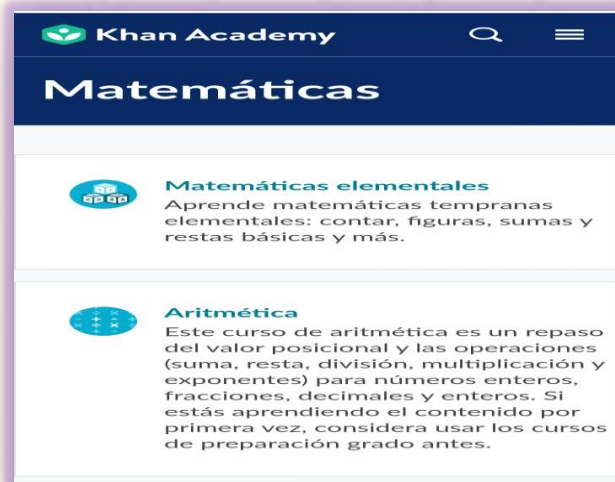 Khan Academy
Matemáticas
Matemáticas elementales
Aprende matemáticas tempranas
elementales: contar, figuras, sumas y
restas básicas y más.
Aritmética
Este curso de aritmética es un repaso
del valor posicional y las operaciones
(suma, resta, división, multiplicación y
exponentes) para números enteros,
fracciones, decimales y enteros. Si
estás aprendiendo el contenido por
primera vez, considera usar los cursos
de preparación grado antes.